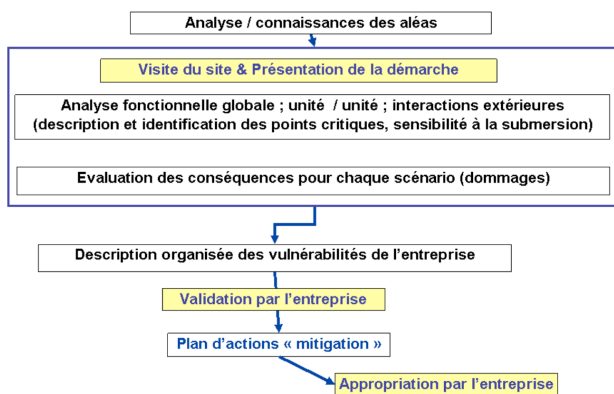 Analyse / connaissances des aléas
Visite du site & Présentation de la démarche
Analyse fonctionnelle globale ; unité / unité ; interactions extérieures
(description et identification des points critiques, sensibilité à la submersion)
Evaluation des conséquences pour chaque scénario (dommages)
Description organisée des vulnérabilités de l'entreprise
Validation par l'entreprise
Plan d'actions « mitigation »
Appropriation par l'entreprise